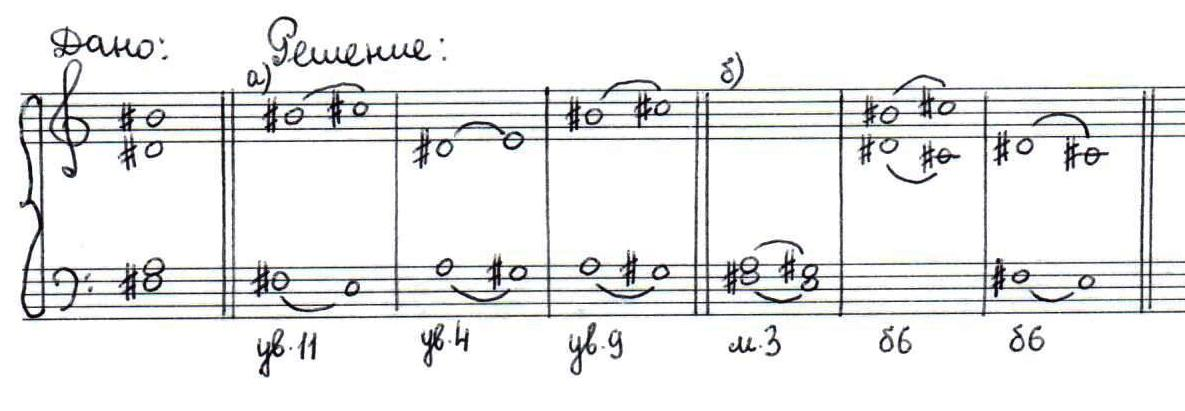 Дано: Решение:
а) б)
ув.11 ув.4 ув.9 м.3 б6 б6